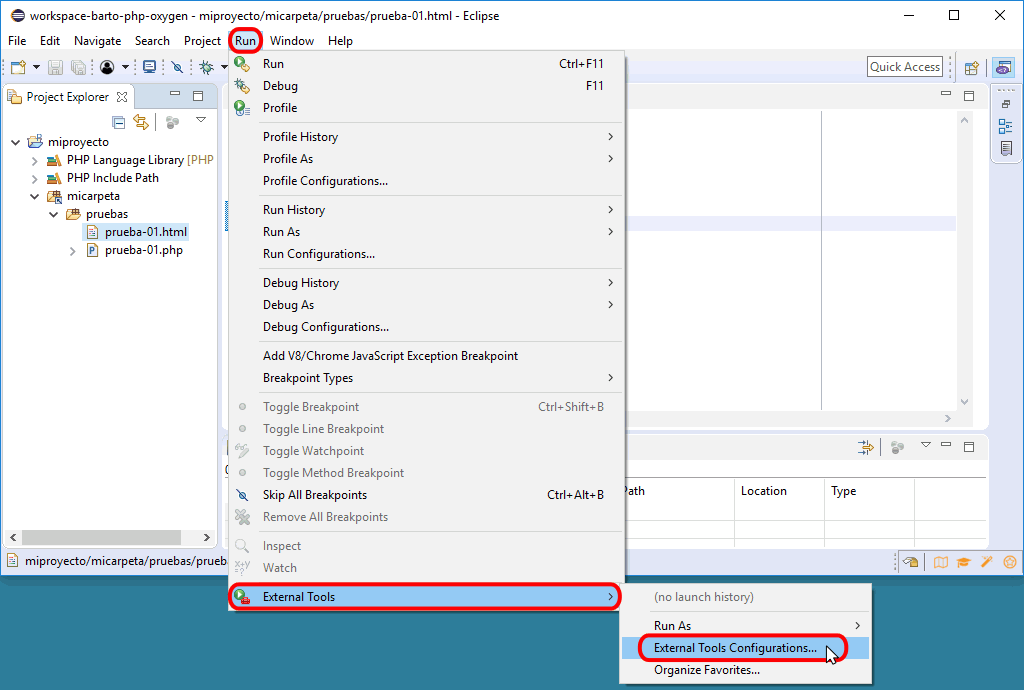 workspace-barto-php-oxygen - miproyecto/micarpeta/pruebas/prueba-01.html - Eclipse
File Edit Navigate Search Project Run Window Help
Quick Access
Project Explorer
miproyecto
PHP Language Library [PHP
PHP Include Path
micarpeta
pruebas
prueba-01.html
prueba-01.php
miproyecto/micarpeta/pruebas/prueb
Run Ctrl+F11
Debug F11
Profile
Profile History
Profile As
Profile Configurations...
Run History
Run As
Run Configurations...
Debug History
Debug As
Debug Configurations...
Add V8/Chrome JavaScript Exception Breakpoint
Breakpoint Types
Toggle Breakpoint Ctrl+Shift+B
Toggle Line Breakpoint
Toggle Watchpoint
Toggle Method Breakpoint
Skip All Breakpoints Ctrl+Alt+B
Remove All Breakpoints
Inspect
Watch
External Tools
Path Location Type
(no launch history)
Run As
External Tools Configurations...
Organize Favorites...